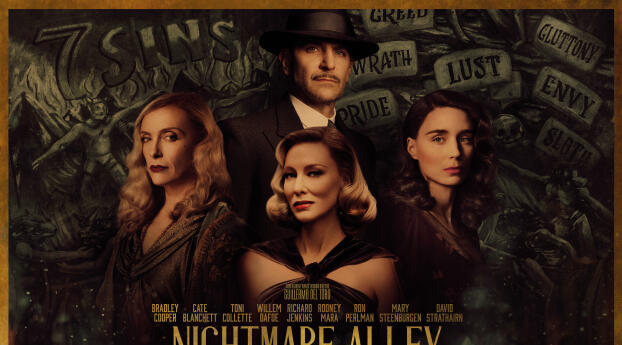 7 SINS
GREED
GLUTTONY
WRATH
LUST
PRIDE
ENVY
SLOTH
GUILLERMO DEL TORO
BRADLEY COOPER CATE BLANCHETT TONI COLLETTE WILLEM DAFOE RICHARD JENKINS ROONEY MARA RON PERLMAN MARY STEENBURGEN DAVID STRATHAIRN
NIGHTMARE ALLEY